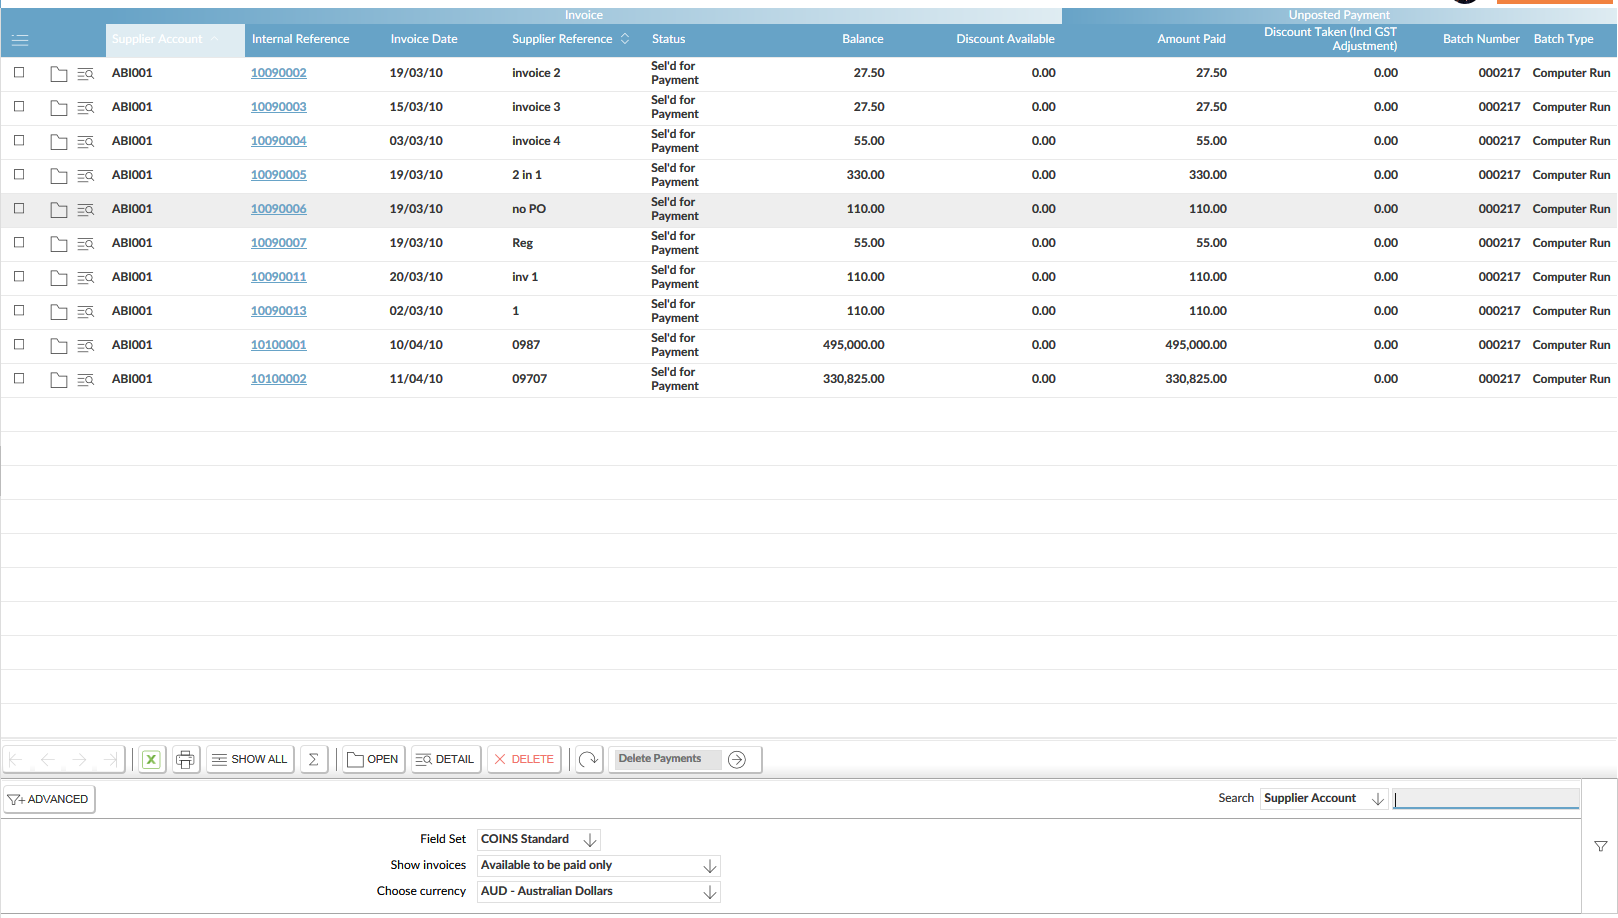 Invoice Unposted Payment
Supplier Account Internal Reference Invoice Date Supplier Reference Status Balance Discount Available Amount Paid Discount Taken (Incl GST Adjustment) Batch Number Batch Type
ABI001 10090002 19/03/10 invoice 2 Sel'd for Payment 27.50 0.00 27.50 0.00 000217 Computer Run
ABI001 10090003 15/03/10 invoice 3 Sel'd for Payment 27.50 0.00 27.50 0.00 000217 Computer Run
ABI001 10090004 03/03/10 invoice 4 Sel'd for Payment 55.00 0.00 55.00 0.00 000217 Computer Run
ABI001 10090005 19/03/10 2 in 1 Sel'd for Payment 330.00 0.00 330.00 0.00 000217 Computer Run
ABI001 10090006 19/03/10 no PO Sel'd for Payment 110.00 0.00 110.00 0.00 000217 Computer Run
ABI001 10090007 19/03/10 Reg Sel'd for Payment 55.00 0.00 55.00 0.00 000217 Computer Run
ABI001 10090011 20/03/10 inv 1 Sel'd for Payment 110.00 0.00 110.00 0.00 000217 Computer Run
ABI001 10090013 02/03/10 1 Sel'd for Payment 110.00 0.00 110.00 0.00 000217 Computer Run
ABI001 10100001 10/04/10 0987 Sel'd for Payment 495,000.00 0.00 495,000.00 0.00 000217 Computer Run
ABI001 10100002 11/04/10 09707 Sel'd for Payment 330,825.00 0.00 330,825.00 0.00 000217 Computer Run
X SHOW ALL Σ OPEN DETAIL DELETE Delete Payments
ADVANCED Search Supplier Account
Field Set COINS Standard
Show invoices Available to be paid only
Choose currency AUD - Australian Dollars